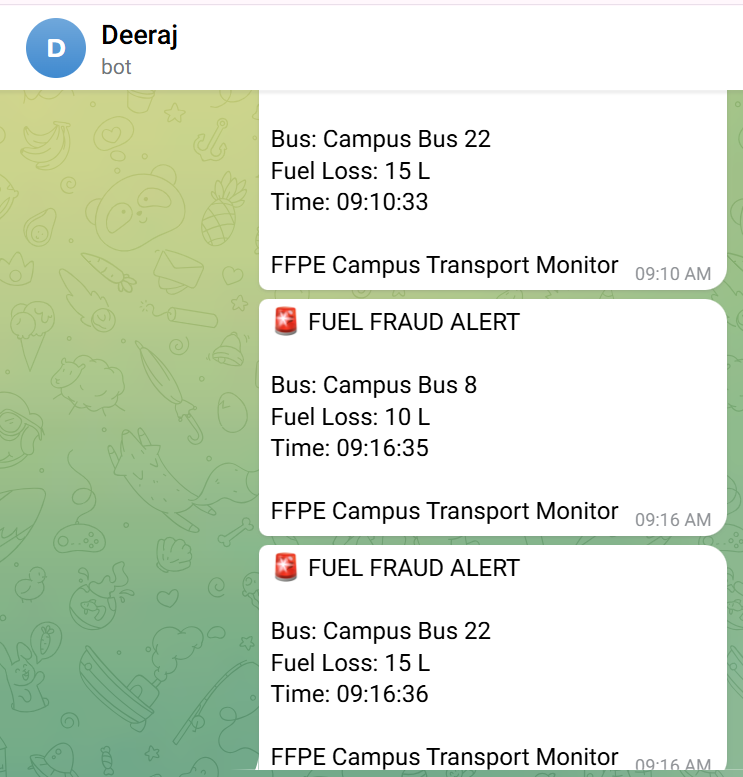 D
Deeraj
bot
Bus: Campus Bus 22
Fuel Loss: 15 L
Time: 09:10:33
FFPE Campus Transport Monitor 09:10 AM
🚨 FUEL FRAUD ALERT
Bus: Campus Bus 8
Fuel Loss: 10 L
Time: 09:16:35
FFPE Campus Transport Monitor 09:16 AM
🚨 FUEL FRAUD ALERT
Bus: Campus Bus 22
Fuel Loss: 15 L
Time: 09:16:36
FFPE Campus Transport Monitor 09:16 AM